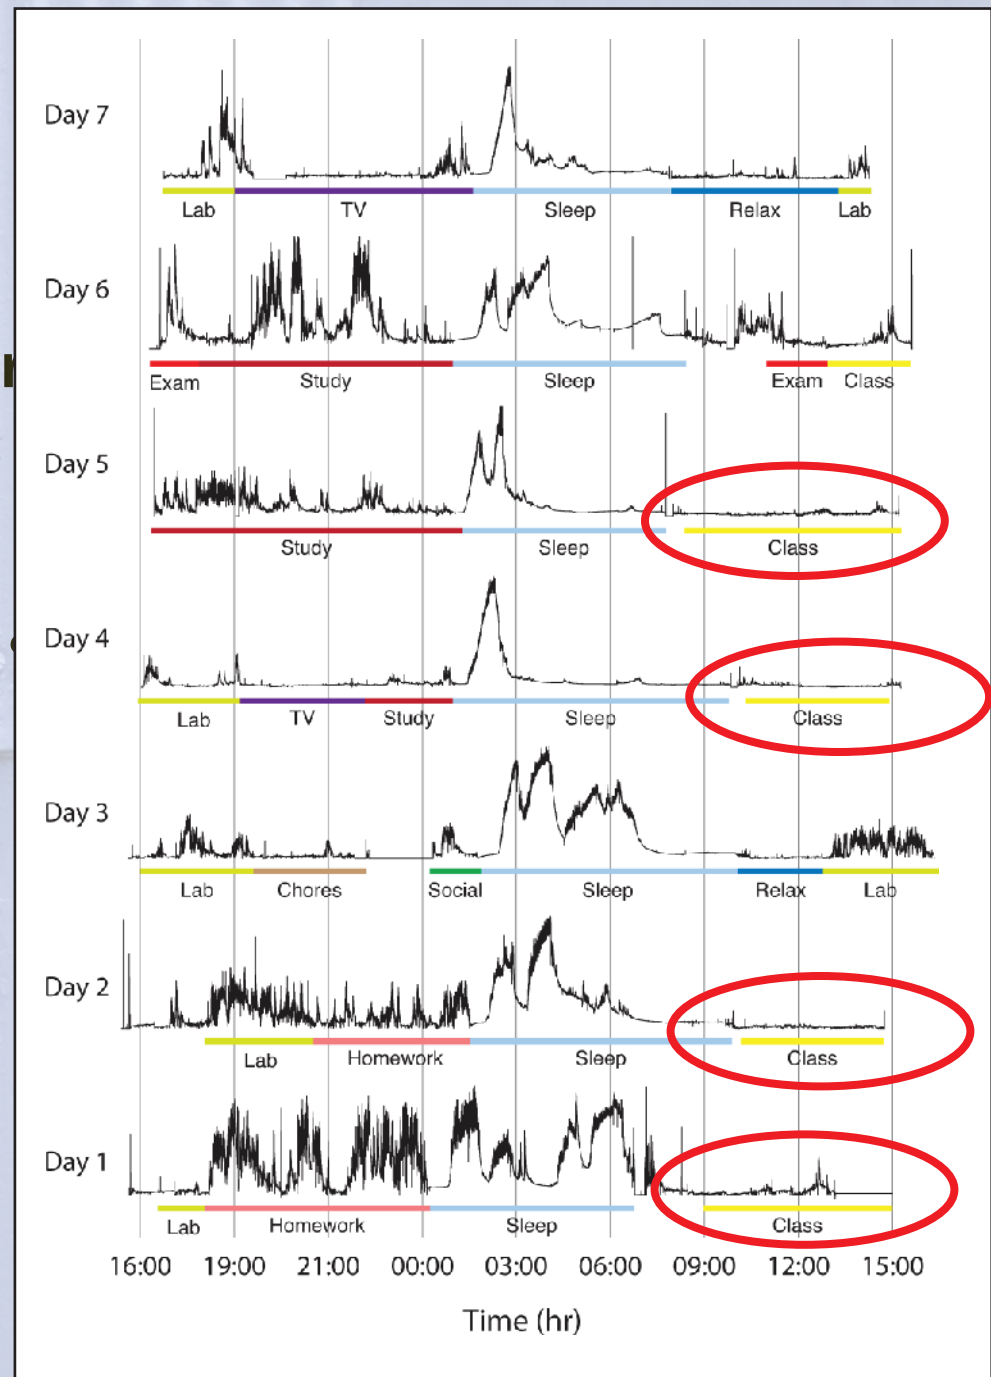 Day 7
Lab TV Sleep Relax Lab
Day 6
Exam Study Sleep Exam Class
Day 5
Study Sleep Class
Day 4
Lab TV Study Sleep Class
Day 3
Lab Chores Social Sleep Relax Lab
Day 2
Lab Homework Sleep Class
Day 1
Lab Homework Sleep Class
16:00 19:00 21:00 00:00 03:00 06:00 09:00 12:00 15:00
Time (hr)